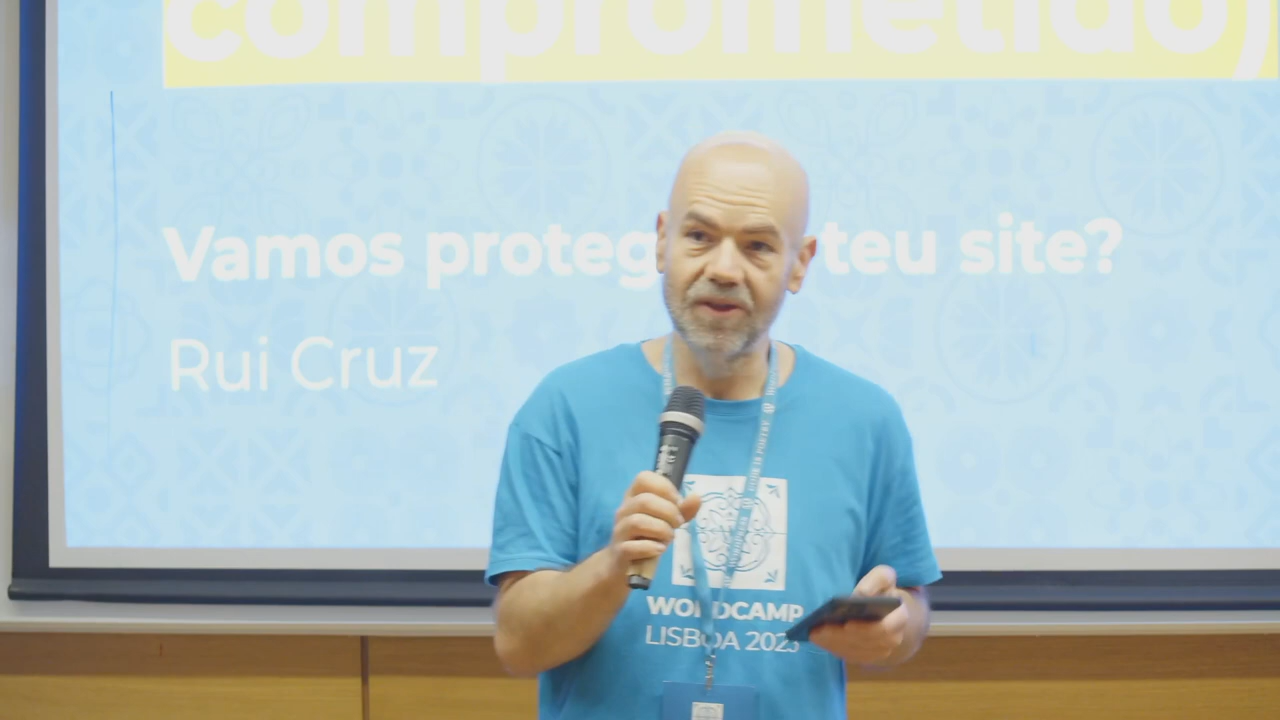 comprometido)
Vamos proteg teu site?
Rui Cruz
WORDCAMP
LISBOA 2023